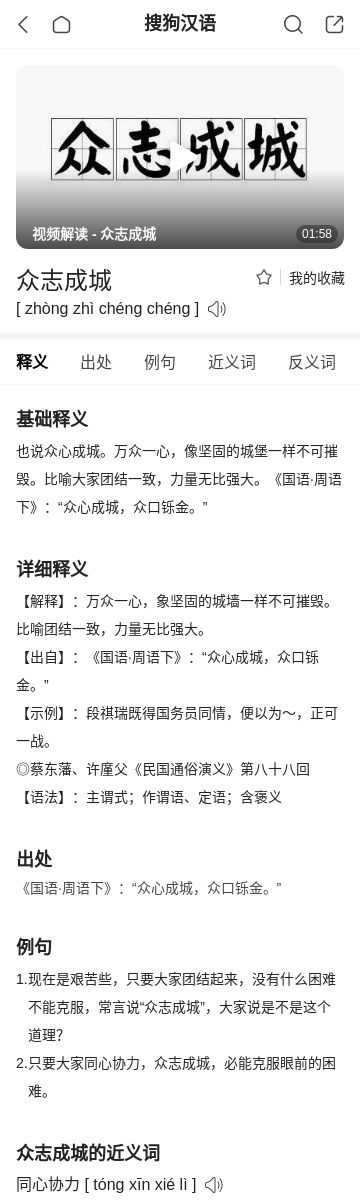 搜狗汉语
众志成城
视频解读 - 众志成城
01:58
众志成城
我的收藏
[ zhòng zhì chéng chéng ]
释义 出处 例句 近义词 反义词
基础释义
也说众心成城。万众一心，像坚固的城堡一样不可摧
毁。比喻大家团结一致，力量无比强大。《国语·周语
下》：“众心成城，众口铄金。”
详细释义
【解释】：万众一心，象坚固的城墙一样不可摧毁。
比喻团结一致，力量无比强大。
【出自】：《国语·周语下》：“众心成城，众口铄
金。”
【示例】：段祺瑞既得国务员同情，便以为～，正可
一战。
◎蔡东藩、许廑父《民国通俗演义》第八十八回
【语法】：主谓式；作谓语、定语；含褒义
出处
《国语·周语下》：“众心成城，众口铄金。”
例句
1.现在是艰苦些，只要大家团结起来，没有什么困难
不能克服，常言说“众志成城”，大家说是不是这个
道理？
2.只要大家同心协力，众志成城，必能克服眼前的困
难。
众志成城的近义词
同心协力 [ tóng xīn xié lì ]